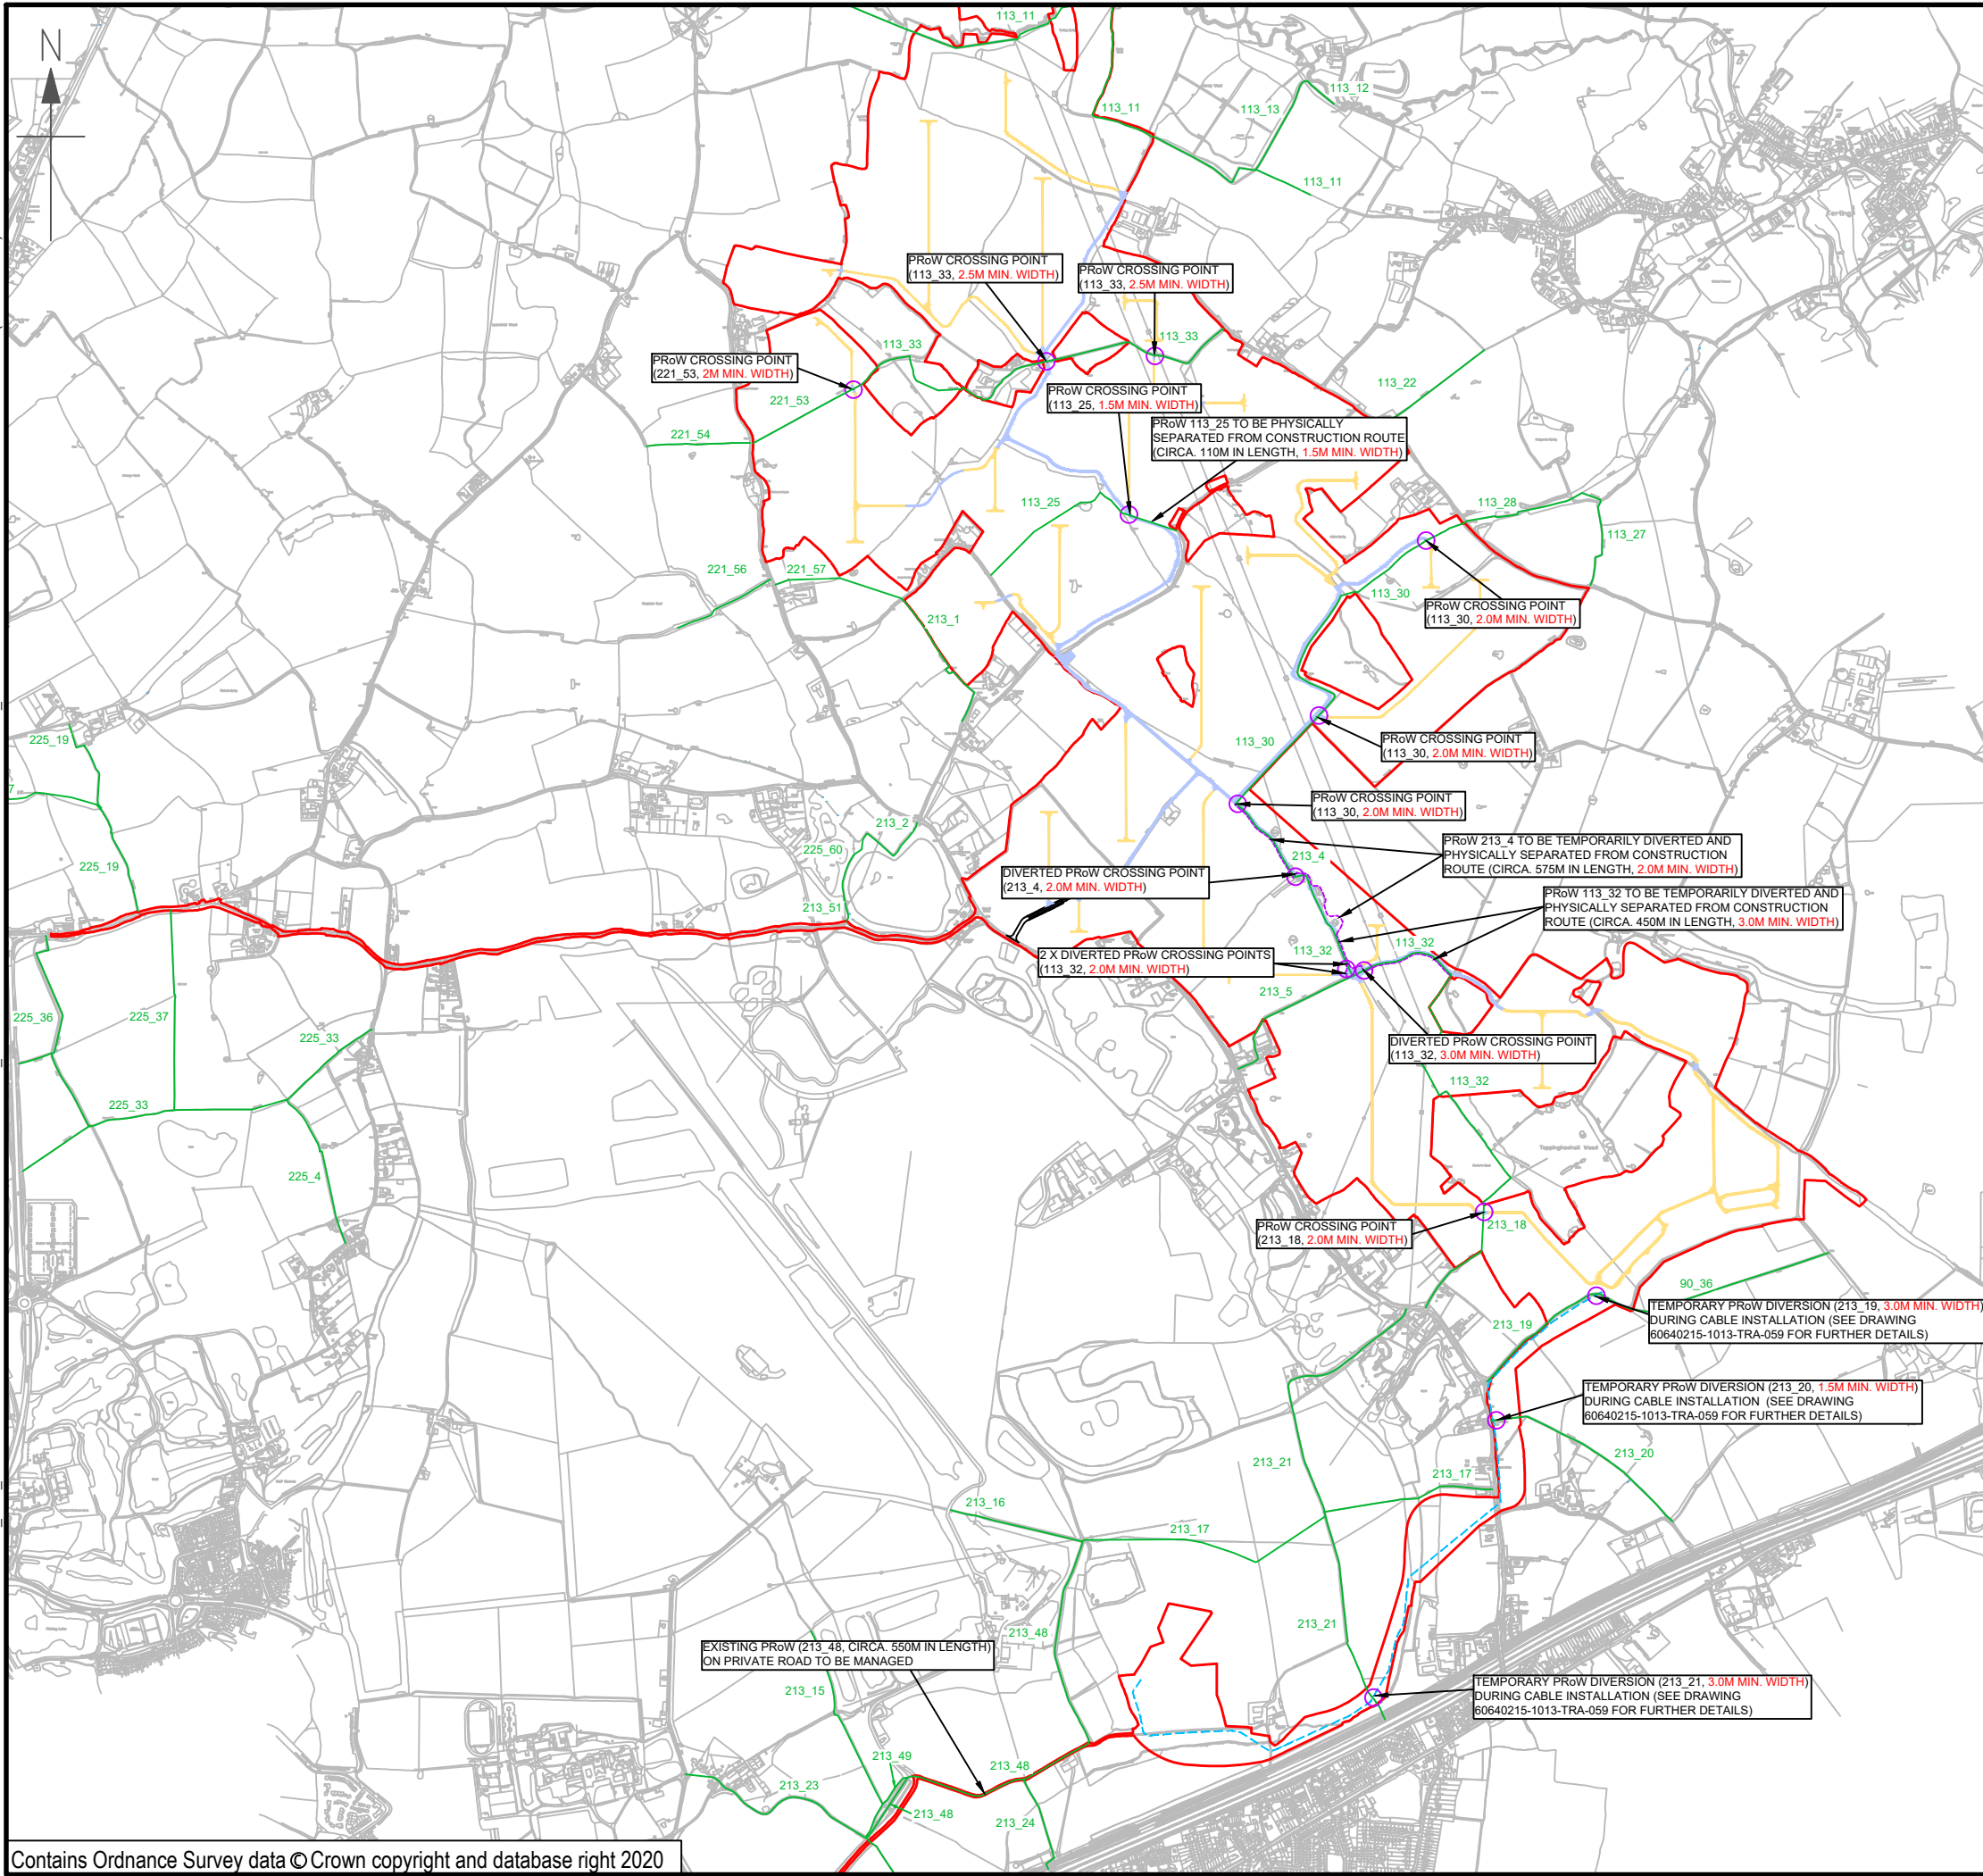 N
113_11
113_12
113_11
113_13
113_11
PRoW CROSSING POINT
(113_33, 2.5M MIN. WIDTH)
PRoW CROSSING POINT
(113_33, 2.5M MIN. WIDTH)
113_33
113_33
PRoW CROSSING POINT
(221_53, 2M MIN. WIDTH)
113_22
PRoW CROSSING POINT
(113_25, 1.5M MIN. WIDTH)
221_53
221_54
PRoW 113_25 TO BE PHYSICALLY
SEPARATED FROM CONSTRUCTION ROUTE
(CIRCA. 110M IN LENGTH, 1.5M MIN. WIDTH)
113_25
113_28
113_27
221_56
221_57
113_30
PRoW CROSSING POINT
(113_30, 2.0M MIN. WIDTH)
213_1
225_19
113_30
PRoW CROSSING POINT
(113_30, 2.0M MIN. WIDTH)
7
PRoW CROSSING POINT
(113_30, 2.0M MIN. WIDTH)
213_2
225_60
213_4
PRoW 213_4 TO BE TEMPORARILY DIVERTED AND
PHYSICALLY SEPARATED FROM CONSTRUCTION
ROUTE (CIRCA. 575M IN LENGTH, 2.0M MIN. WIDTH)
225_19
DIVERTED PRoW CROSSING POINT
(213_4, 2.0M MIN. WIDTH)
PRoW 113_32 TO BE TEMPORARILY DIVERTED AND
PHYSICALLY SEPARATED FROM CONSTRUCTION
ROUTE (CIRCA. 450M IN LENGTH, 3.0M MIN. WIDTH)
213_51
113_32
113_32
2 X DIVERTED PRoW CROSSING POINTS
(113_32, 2.0M MIN. WIDTH)
213_5
225_36
225_37
225_33
DIVERTED PRoW CROSSING POINT
(113_32, 3.0M MIN. WIDTH)
113_32
225_33
Toppinghoehall Wood
225_4
PRoW CROSSING POINT
(213_18, 2.0M MIN. WIDTH)
213_18
90_36
TEMPORARY PRoW DIVERSION (213_19, 3.0M MIN. WIDTH)
DURING CABLE INSTALLATION (SEE DRAWING
60640215-1013-TRA-059 FOR FURTHER DETAILS)
213_19
TEMPORARY PRoW DIVERSION (213_20, 1.5M MIN. WIDTH)
DURING CABLE INSTALLATION (SEE DRAWING
60640215-1013-TRA-059 FOR FURTHER DETAILS)
213_20
213_21
213_17
213_16
213_17
213_21
213_48
EXISTING PRoW (213_48, CIRCA. 550M IN LENGTH)
ON PRIVATE ROAD TO BE MANAGED
TEMPORARY PRoW DIVERSION (213_21, 3.0M MIN. WIDTH)
DURING CABLE INSTALLATION (SEE DRAWING
60640215-1013-TRA-059 FOR FURTHER DETAILS)
213_15
213_49
213_48
213_23
213_48
213_24
Contains Ordnance Survey data © Crown copyright and database right 2020